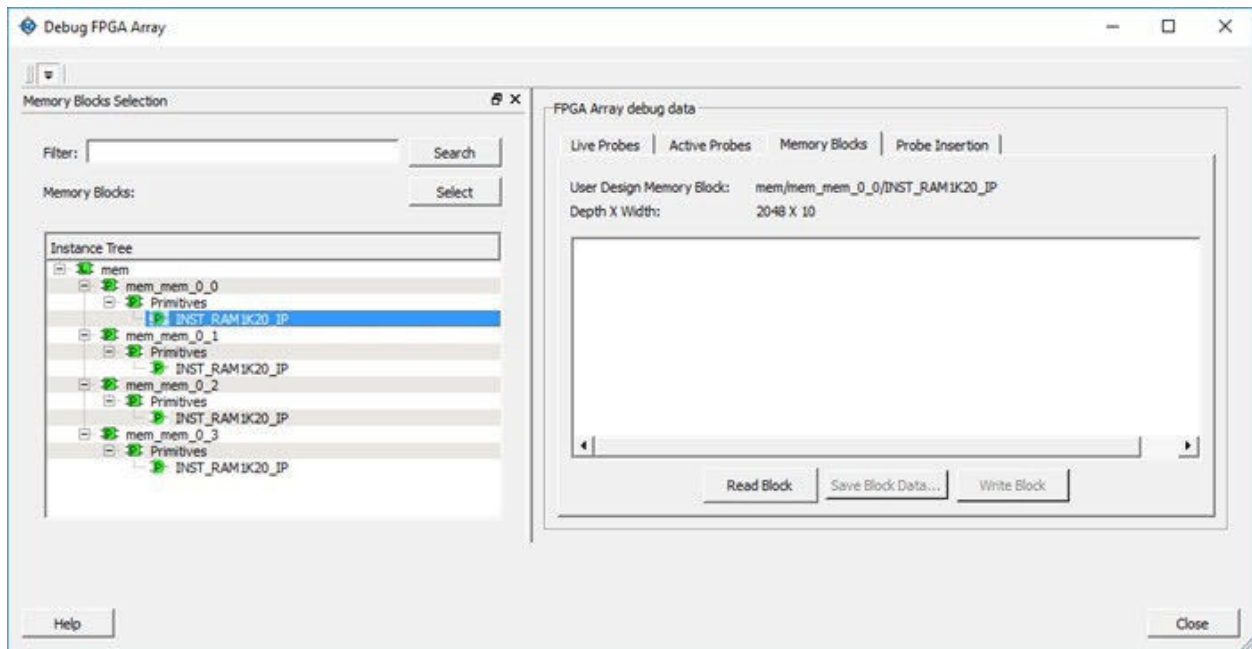 Debug FPGA Array
Memory Blocks Selection
Filter:
Search
Memory Blocks:
Select
Instance Tree
mem
mem_mem_0_0
Primitives
INST_RAM1K20_IP
mem_mem_0_1
Primitives
INST_RAM1K20_IP
mem_mem_0_2
Primitives
INST_RAM1K20_IP
mem_mem_0_3
Primitives
INST_RAM1K20_IP
FPGA Array debug data
Live Probes Active Probes Memory Blocks Probe Insertion
User Design Memory Block: mem/mem_mem_0_0/INST_RAM1K20_IP
Depth X Width: 2048 X 10
Read Block Save Block Data... Write Block
Help
Close